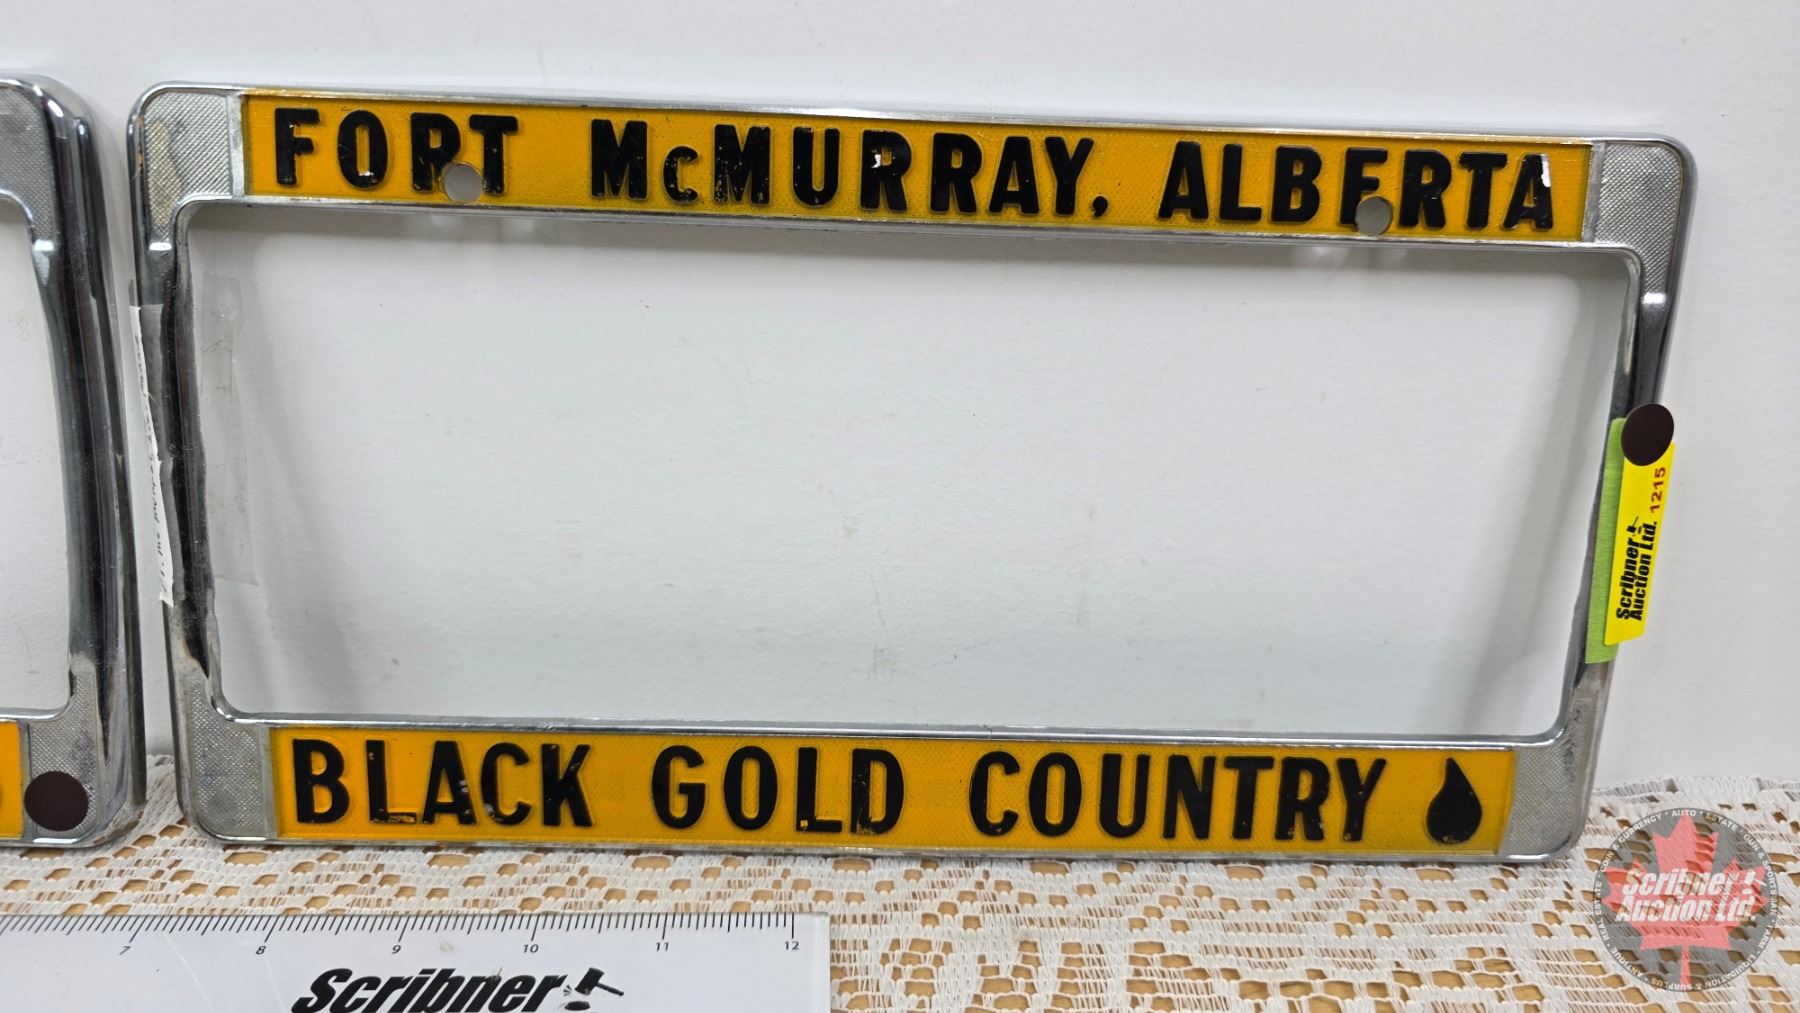 FORT McMURRAY, ALBERTA
BLACK GOLD COUNTRY
1215
Scribner
Auction Ltd.
7 8 9 10 11 12
Scribner
Scribner
Auction Ltd.